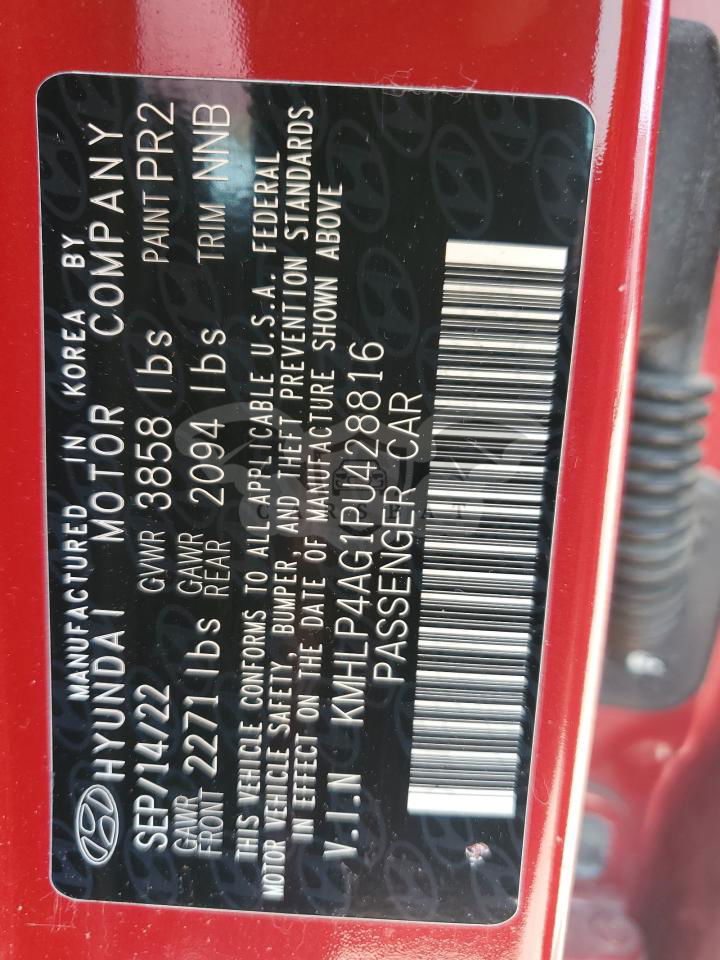 MANUFACTURED IN KOREA BY
HYUNDAI MOTOR COMPANY
SEP/14/22 GVWR 3858 lbs PAINT PR2
GAWR FRONT 2271 lbs GAWR REAR 2094 lbs TRIM NNB
THIS VEHICLE CONFORMS TO ALL APPLICABLE U.S.A. FEDERAL
MOTOR VEHICLE SAFETY, BUMPER, AND THEFT PREVENTION STANDARDS
IN EFFECT ON THE DATE OF MANUFACTURE SHOWN ABOVE
V.I.N KMHLP4AG1PU428816
PASSENGER CAR